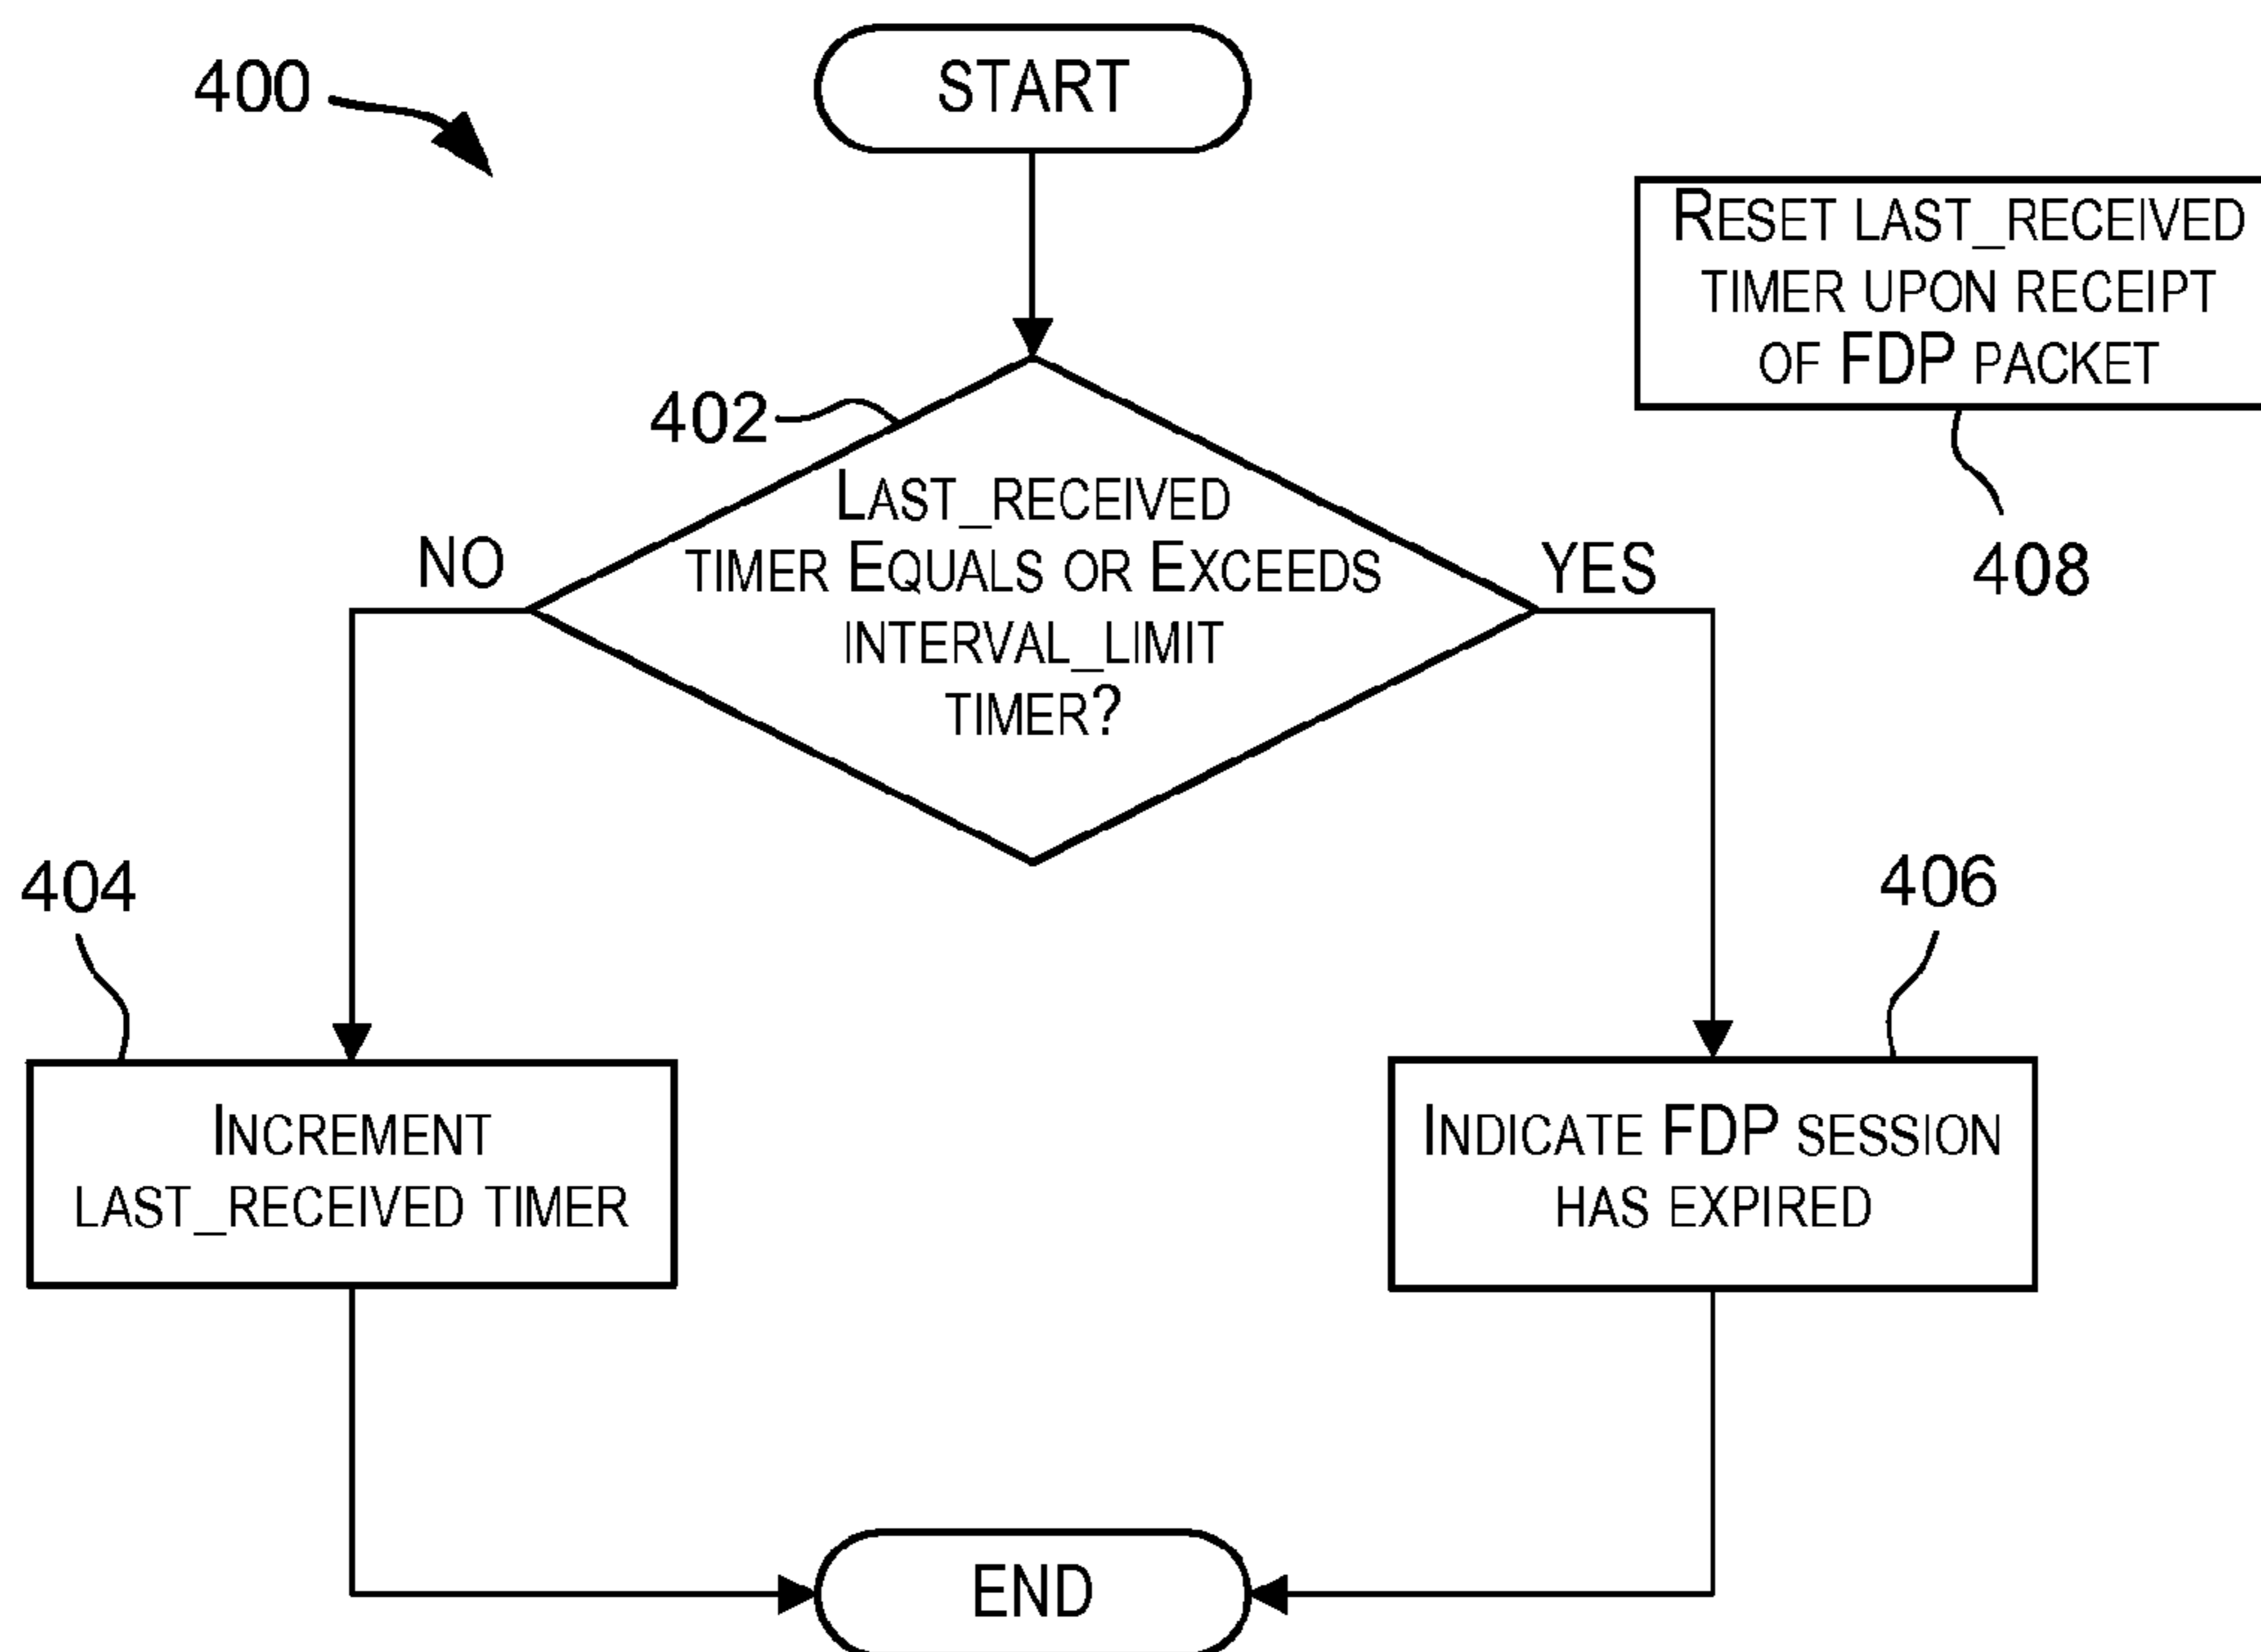 400
START
RESET LAST_RECEIVED
TIMER UPON RECEIPT
OF FDP PACKET
408
402
LAST_RECEIVED
TIMER EQUALS OR EXCEEDS
INTERVAL_LIMIT
TIMER?
NO
YES
404
INCREMENT
LAST_RECEIVED TIMER
406
INDICATE FDP SESSION
HAS EXPIRED
END